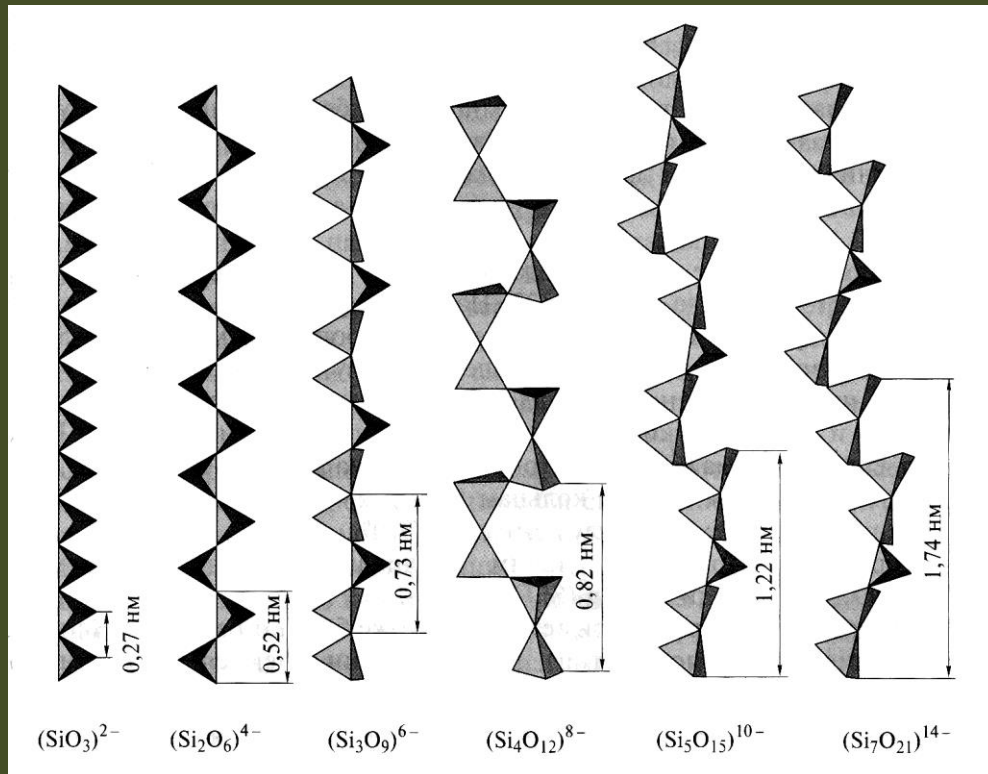 0,27 нм
0,52 нм
0,73 нм
0,82 нм
1,22 нм
1,74 нм
(SiO₃)²⁻
(Si₂O₆)⁴⁻
(Si₃O₉)⁶⁻
(Si₄O₁₂)⁸⁻
(Si₅O₁₅)¹⁰⁻
(Si₇O₂₁)¹⁴⁻